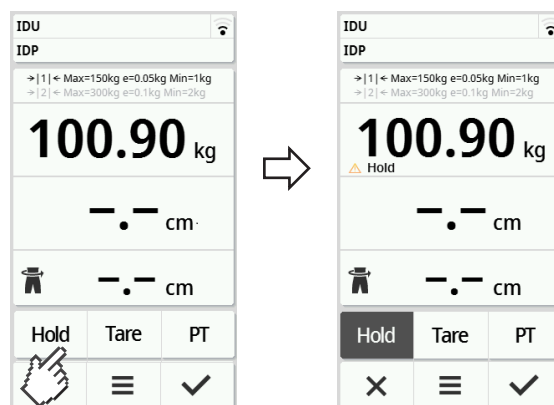 IDU
IDP
→|1|← Max=150kg e=0.05kg Min=1kg
→|2|← Max=300kg e=0.1kg Min=2kg
100.90 kg
-.- cm
-.- cm
Hold Tare PT
IDU
IDP
→|1|← Max=150kg e=0.05kg Min=1kg
→|2|← Max=300kg e=0.1kg Min=2kg
100.90 kg
Hold
-.- cm
-.- cm
Hold Tare PT